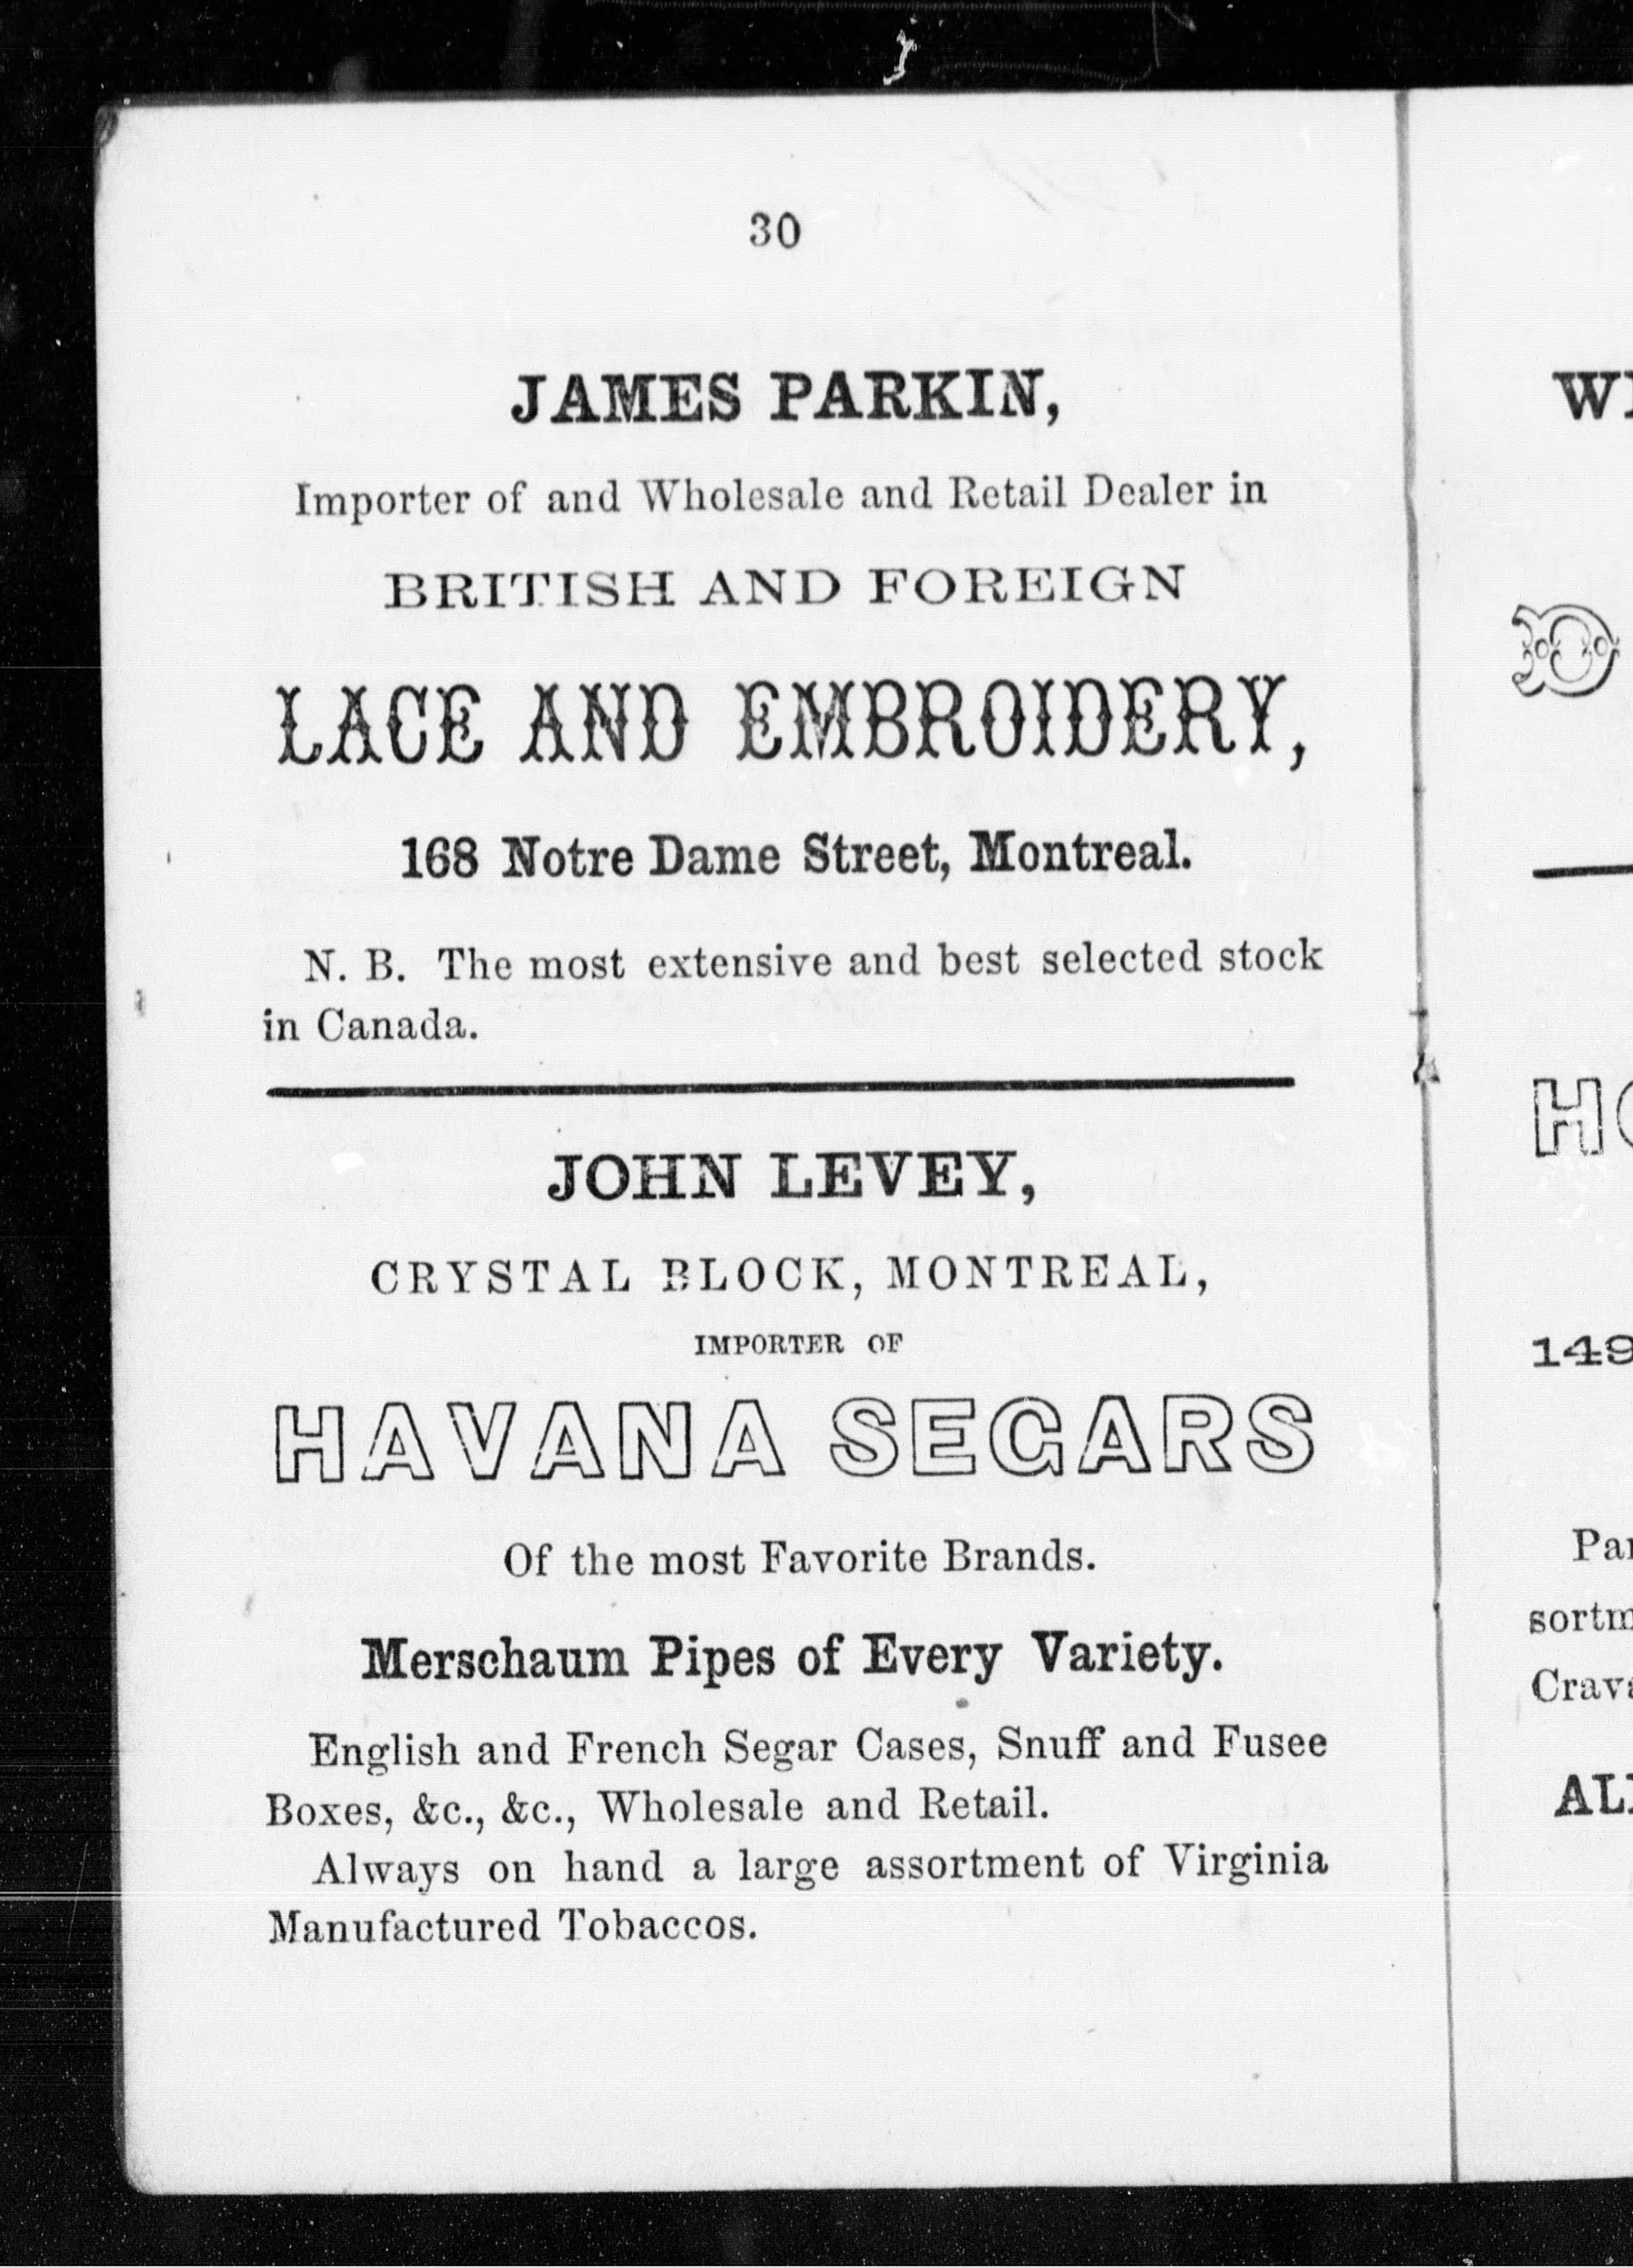 30
JAMES PARKIN,
Importer of and Wholesale and Retail Dealer in
BRITISH AND FOREIGN
LACE AND EMBROIDERY,
168 Notre Dame Street, Montreal.
N. B. The most extensive and best selected stock
in Canada.
JOHN LEVEY,
CRYSTAL BLOCK, MONTREAL,
IMPORTER OF
HAVANA SEGARS
Of the most Favorite Brands.
Merschaum Pipes of Every Variety.
English and French Segar Cases, Snuff and Fusee
Boxes, &c., &c., Wholesale and Retail.
Always on hand a large assortment of Virginia
Manufactured Tobaccos.
D
149